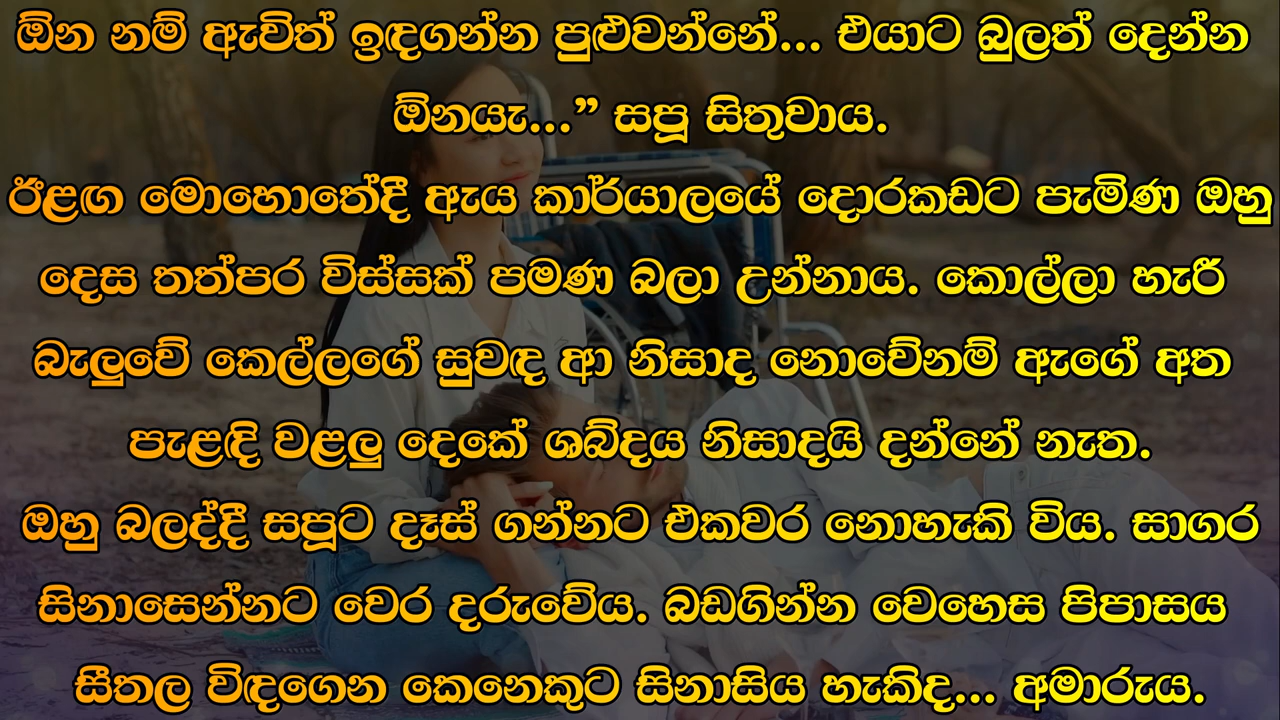 ඕන නම් ඇවිත් ඉඳගන්න පුළුවන්නේ... එයාට බුලත් දෙන්න
ඕනයැ...” සපූ සිතුවාය.
ඊළඟ මොහොතේදී ඇය කාර්යාලයේ දොරකඩට පැමිණ ඔහු
දෙස තත්පර විස්සක් පමණ බලා උන්නාය. කොල්ලා හැරී
බැලුවේ කෙල්ලගේ සුවඳ ආ නිසාද නොවේනම් ඇගේ අත
පැළඳි වළලු දෙකේ ශබ්දය නිසාදයි දන්නේ නැත.
ඔහු බලද්දී සපූට දෑස් ගන්නට එකවර නොහැකි විය. සාගර
සිනාසෙන්නට වෙර දරුවේය. බඩගින්න වෙහෙස පිපාසය
සීතල විඳගෙන කෙනෙකුට සිනාසිය හැකිද... අමාරුය.